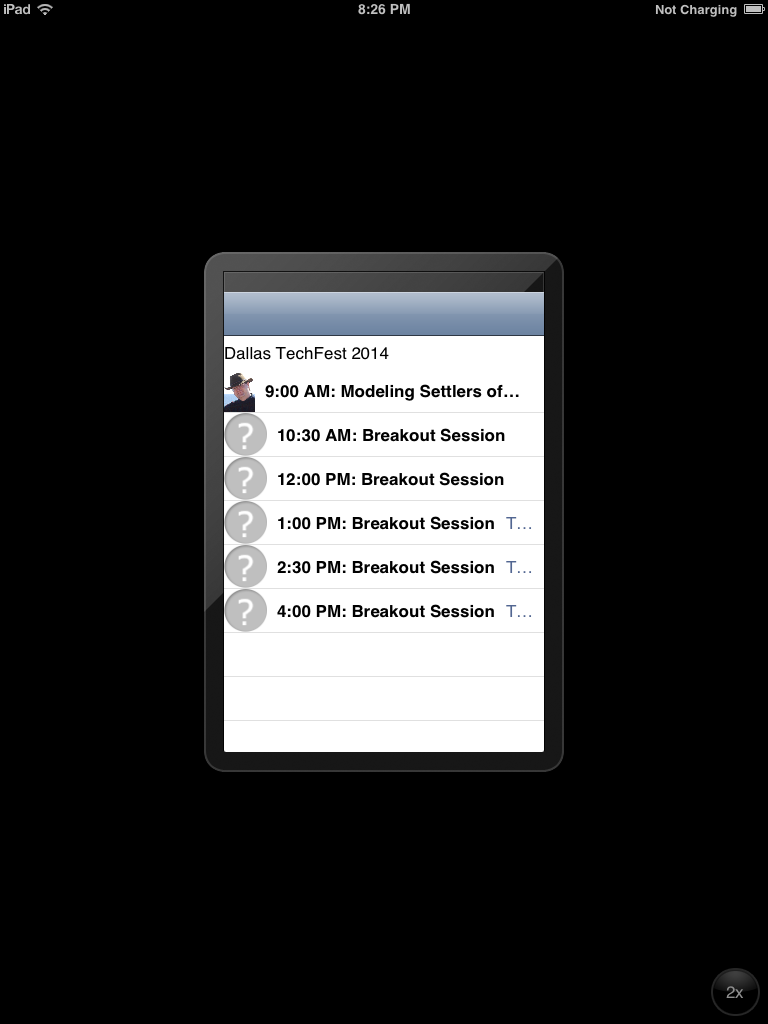 iPad 8:26 PM Not Charging
Dallas TechFest 2014
9:00 AM: Modeling Settlers of...
? 10:30 AM: Breakout Session
? 12:00 PM: Breakout Session
? 1:00 PM: Breakout Session T...
? 2:30 PM: Breakout Session T...
? 4:00 PM: Breakout Session T...
2x